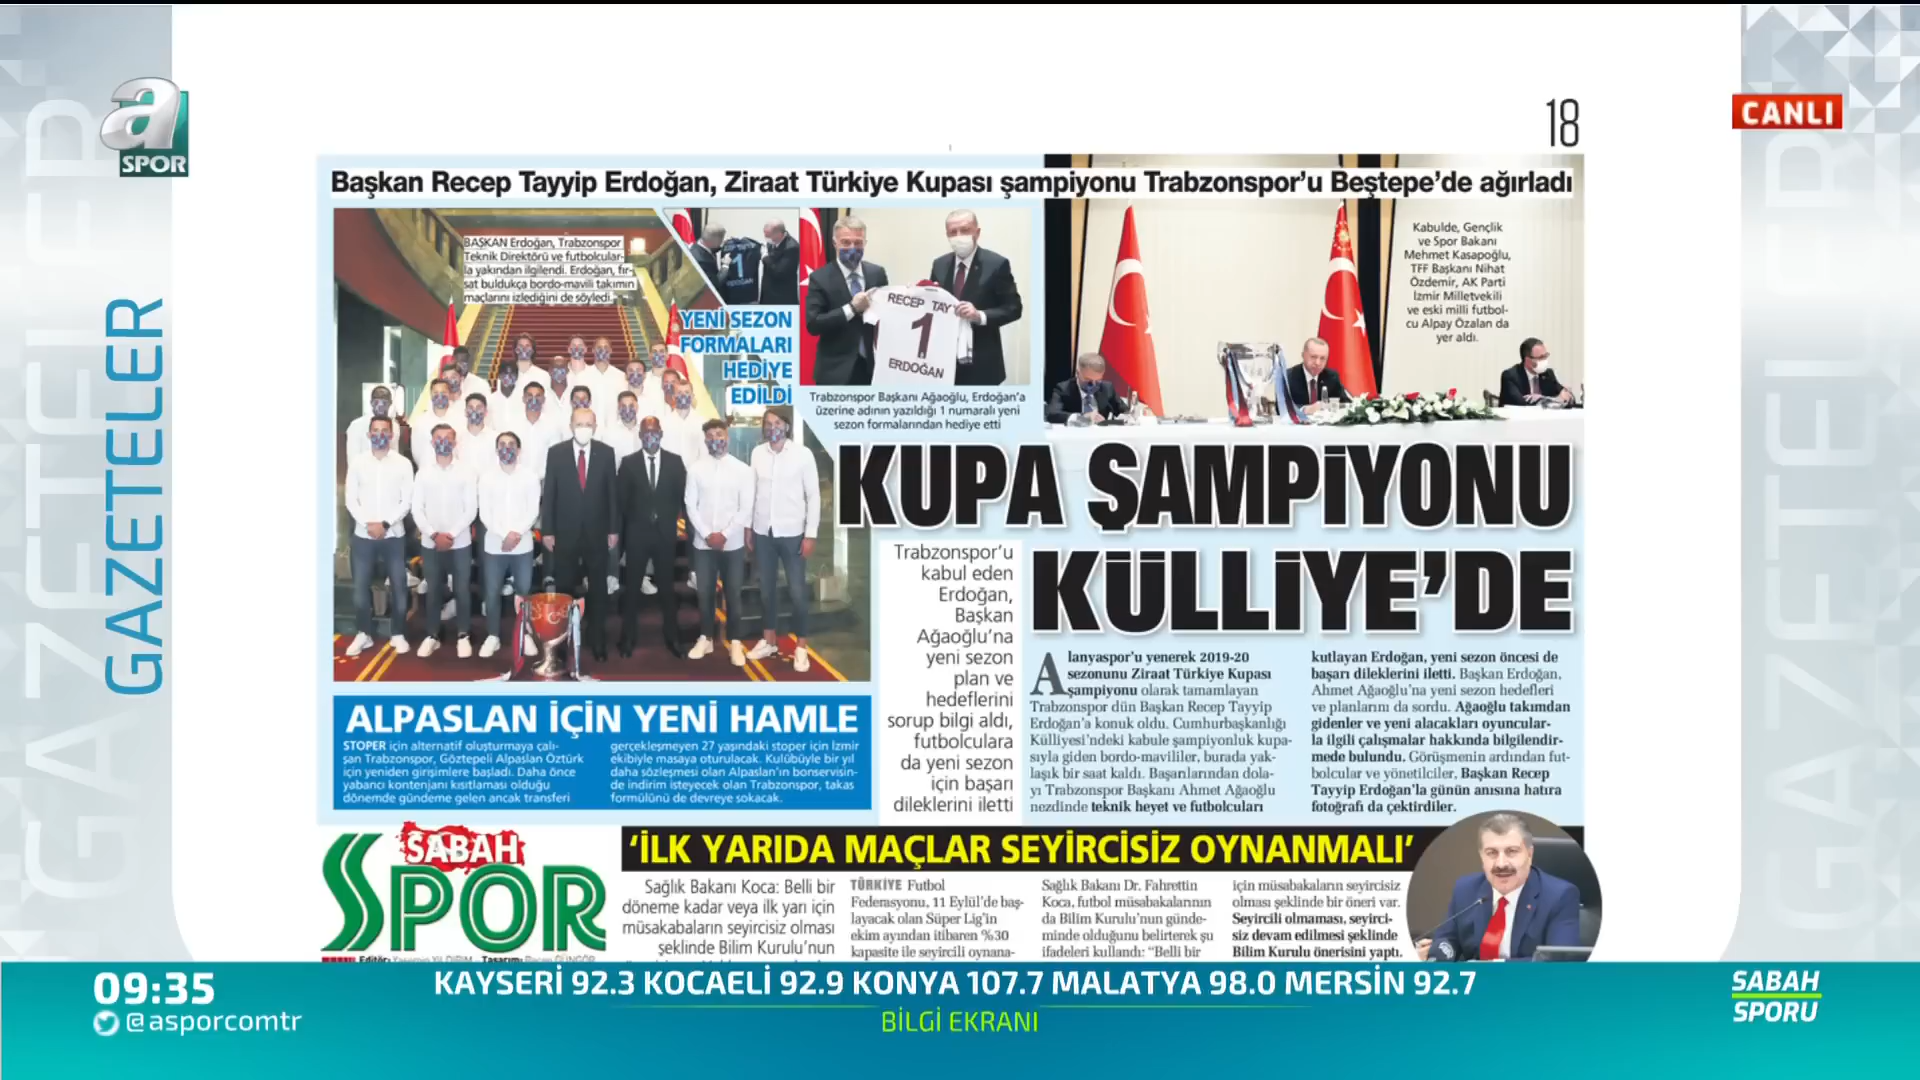 a
SPOR
CANLI
GAZETELER
GAZETELER
GAZETELER
18
Başkan Recep Tayyip Erdoğan, Ziraat Türkiye Kupası şampiyonu Trabzonspor'u Beştepe'de ağırladı
BAŞKAN Erdoğan, Trabzonspor
Teknik Direktörü ve futbolcular-
la yakından ilgilendi. Erdoğan, fır-
sat buldukça bordo-mavili takımın
maçlarını izlediğini de söyledi.
YENİ SEZON
FORMALARI
HEDİYE
EDİLDİ
1
ERDOĞAN
RECEP TAYY
1
ERDOĞAN
Trabzonspor Başkanı Ağaoğlu, Erdoğan'a
üzerine adının yazıldığı 1 numaralı yeni
sezon formalarından hediye etti
Kabulde, Gençlik
ve Spor Bakanı
Mehmet Kasapoğlu,
TFF Başkanı Nihat
Özdemir, AK Parti
İzmir Milletvekili
ve eski milli futbol-
cu Alpay Özalan da
yer aldı.
KUPA ŞAMPİYONU
KÜLLİYE'DE
Trabzonspor'u
kabul eden
Erdoğan,
Başkan
Ağaoğlu'na
yeni sezon
plan ve
hedeflerini
sorup bilgi aldı,
futbolculara
da yeni sezon
için başarı
dileklerini iletti
Alanyaspor'u yenerek 2019-20
sezonunu Ziraat Türkiye Kupası
şampiyonu olarak tamamlayan
Trabzonspor dün Başkan Recep Tayyip
Erdoğan'a konuk oldu. Cumhurbaşkanlığı
Külliyesi'ndeki kabule şampiyonluk kupa-
sıyla giden bordo-mavililer, burada yak-
laşık bir saat kaldı. Başarılarından dola-
yı Trabzonspor Başkanı Ahmet Ağaoğlu
nezdinde teknik heyet ve futbolcuları
kutlayan Erdoğan, yeni sezon öncesi de
başarı dileklerini iletti. Başkan Erdoğan,
Ahmet Ağaoğlu'na yeni sezon hedefleri
ve planlarını da sordu. Ağaoğlu takımdan
gidenler ve yeni alacakları oyuncular-
la ilgili çalışmalar hakkında bilgilendir-
mede bulundu. Görüşmenin ardından fut-
bolcular ve yönetilciler, Başkan Recep
Tayyip Erdoğan'la günün anısına hatıra
fotoğrafı da çektirdiler.
ALPASLAN İÇİN YENİ HAMLE
STOPER için alternatif oluşturmaya çalı-
şan Trabzonspor, Göztepeli Alpaslan Öztürk
için yeniden girişimlere başladı. Daha önce
yabancı kontenjanı kısıtlaması olduğu
dönemde gündeme gelen ancak transferi
gerçekleşmeyen 27 yaşındaki stoper için İzmir
ekibiyle masaya oturulacak. Kulübüyle bir yıl
daha sözleşmesi olan Alpaslan'ın bonservisin-
de indirim isteyecek olan Trabzonspor, takas
formülünü de devreye sokacak.
SABAH
SPOR
'İLK YARIDA MAÇLAR SEYİRCİSİZ OYNANMALI'
Sağlık Bakanı Koca: Belli bir
döneme kadar veya ilk yarı için
müsakabaların seyircisiz olması
şeklinde Bilim Kurulu'nun
TÜRKİYE Futbol
Federasyonu, 11 Eylül'de baş-
layacak olan Süper Lig'in
ekim ayından itibaren %30
kapasite ile seyircili oynana-
Sağlık Bakanı Dr. Fahrettin
Koca, futbol müsabakalarının
da Bilim Kurulu'nun günde-
minde olduğunu belirterek şu
ifadeleri kullandı: "Belli bir
için müsabakaların seyircisiz
olması şeklinde bir öneri var.
Seyircili olmaması, seyirci-
siz devam edilmesi şeklinde
Bilim Kurulu önerisini yaptı.
09:35
@asporcomtr
KAYSERİ 92.3 KOCAELİ 92.9 KONYA 107.7 MALATYA 98.0 MERSİN 92.7
BİLGİ EKRANI
SABAH
SPORU